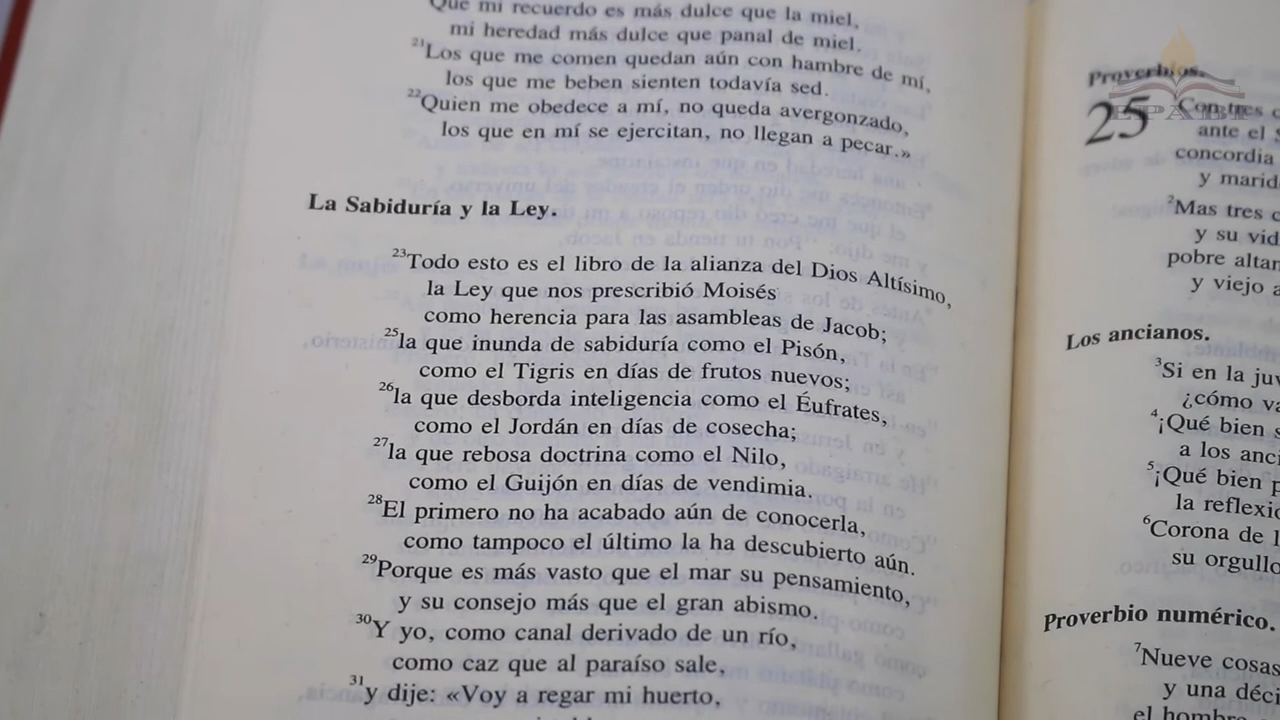 Que mi recuerdo es más dulce que la miel,
mi heredad más dulce que panal de miel.
21Los que me comen quedan aún con hambre de mí,
los que me beben sienten todavía sed.
22Quien me obedece a mí, no queda avergonzado,
los que en mí se ejercitan, no llegan a pecar.»
La Sabiduría y la Ley.
23Todo esto es el libro de la alianza del Dios Altísimo,
la Ley que nos prescribió Moisés
como herencia para las asambleas de Jacob;
25la que inunda de sabiduría como el Pisón,
como el Tigris en días de frutos nuevos;
26la que desborda inteligencia como el Éufrates,
como el Jordán en días de cosecha;
27la que rebosa doctrina como el Nilo,
como el Guijón en días de vendimia.
28El primero no ha acabado aún de conocerla,
como tampoco el último la ha descubierto aún.
29Porque es más vasto que el mar su pensamiento,
y su consejo más que el gran abismo.
30Y yo, como canal derivado de un río,
como caz que al paraíso sale,
31y dije: «Voy a regar mi huerto,
Proverbios.
25 Con tres
ante el
concordia
y
2Mas tres
y su
pobre
y viejo
Los ancianos.
3Si en la
¿cómo
4¡Qué bien
a los
5¡Qué bien
la
6Corona de
su orgullo
Proverbio numérico.
7Nueve cosas
y una
el hombre